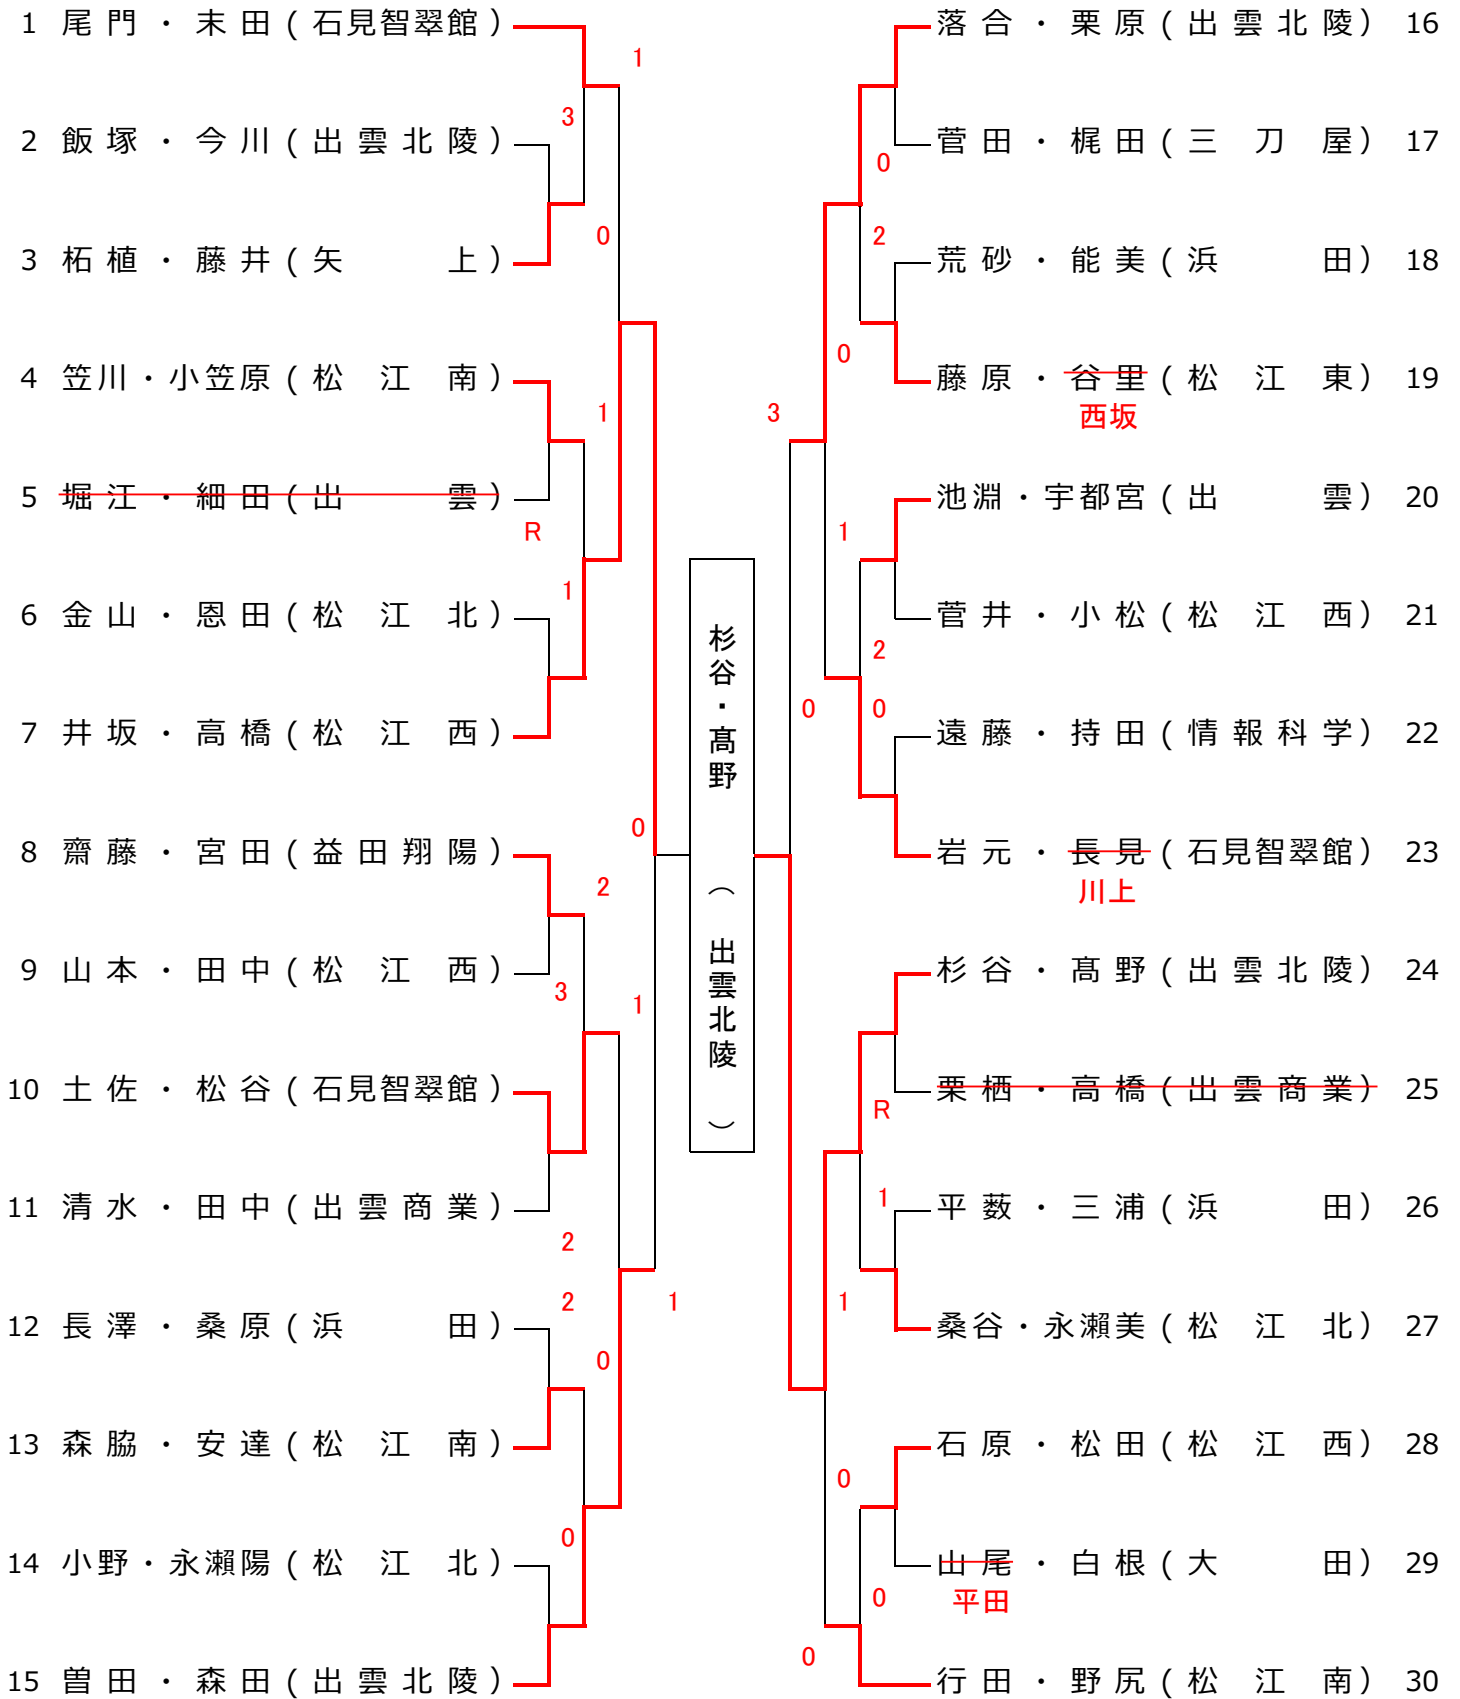 1 尾門・末田(石見智翠館)
1
3
2 飯塚・今川(出雲北陵)
0
3 柘植・藤井(矢上)
4 笠川・小笠原(松江南)
1
5 堀江・細田(出雲)
R
1
6 金山・恩田(松江北)
7 井坂・高橋(松江西)
0
8 齋藤・宮田(益田翔陽)
2
9 山本・田中(松江西)
3
1
10 土佐・松谷(石見智翠館)
11 清水・田中(出雲商業)
2
2
1
12 長澤・桑原(浜田)
0
13 森脇・安達(松江南)
0
14 小野・永瀨陽(松江北)
15 曽田・森田(出雲北陵)
杉谷・髙野(出雲北陵)
落合・栗原(出雲北陵) 16
菅田・梶田(三刀屋) 17
0
2
荒砂・能美(浜田) 18
0
藤原・谷里(松江東) 19
西坂
3
池淵・宇都宮(出雲) 20
1
菅井・小松(松江西) 21
2
0
0
遠藤・持田(情報科学) 22
岩元・長見(石見智翠館) 23
川上
杉谷・髙野(出雲北陵) 24
栗栖・高橋(出雲商業) 25
R
1
平薮・三浦(浜田) 26
1
桑谷・永瀨美(松江北) 27
石原・松田(松江西) 28
0
山尾・白根(大田) 29
平田
0
0
行田・野尻(松江南) 30